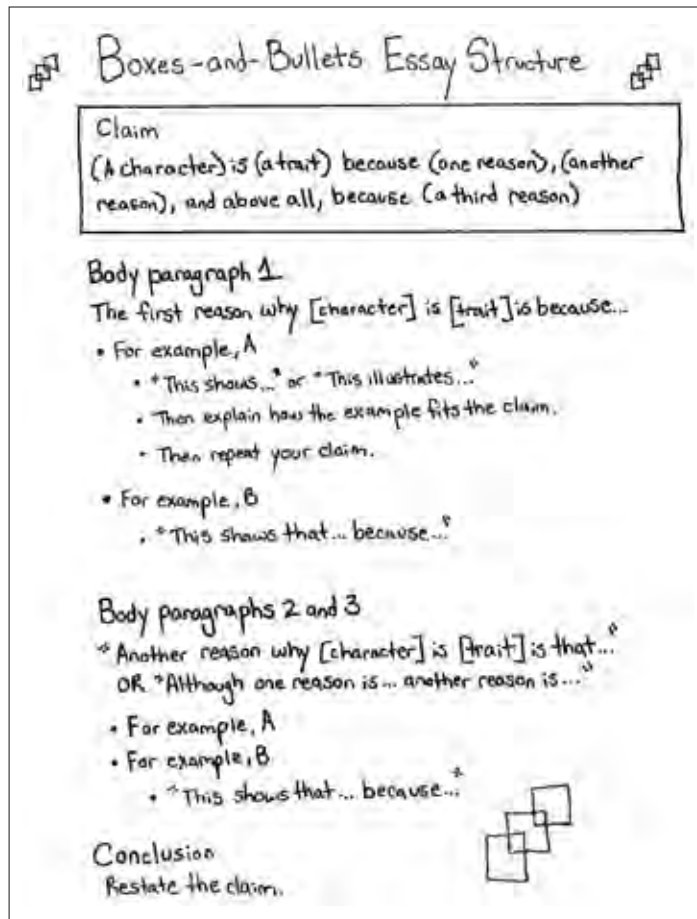 Boxes-and-Bullets Essay Structure
Claim
(A character) is (a trait) because (one reason), (another
reason), and above all, because (a third reason)
Body paragraph 1
The first reason why [character] is [trait] is because...
• For example, A
• "This shows..." or "This illustrates..."
• Then explain how the example fits the claim.
• Then repeat your claim.
• For example, B
• "This shows that... because..."
Body paragraphs 2 and 3
"Another reason why [character] is [trait] is that..."
OR "Although one reason is... another reason is..."
• For example, A
• For example, B
• "This shows that... because..."
Conclusion
Restate the claim.